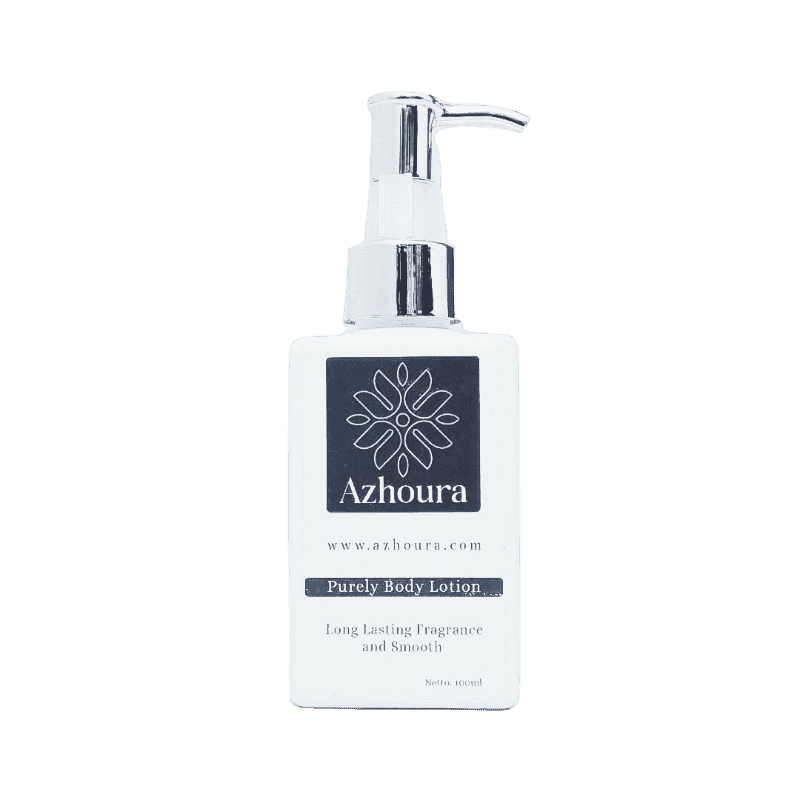 Azhoura
www.azhoura.com
Purely Body Lotion
Long Lasting Fragrance
and Smooth
Netto: 100ml